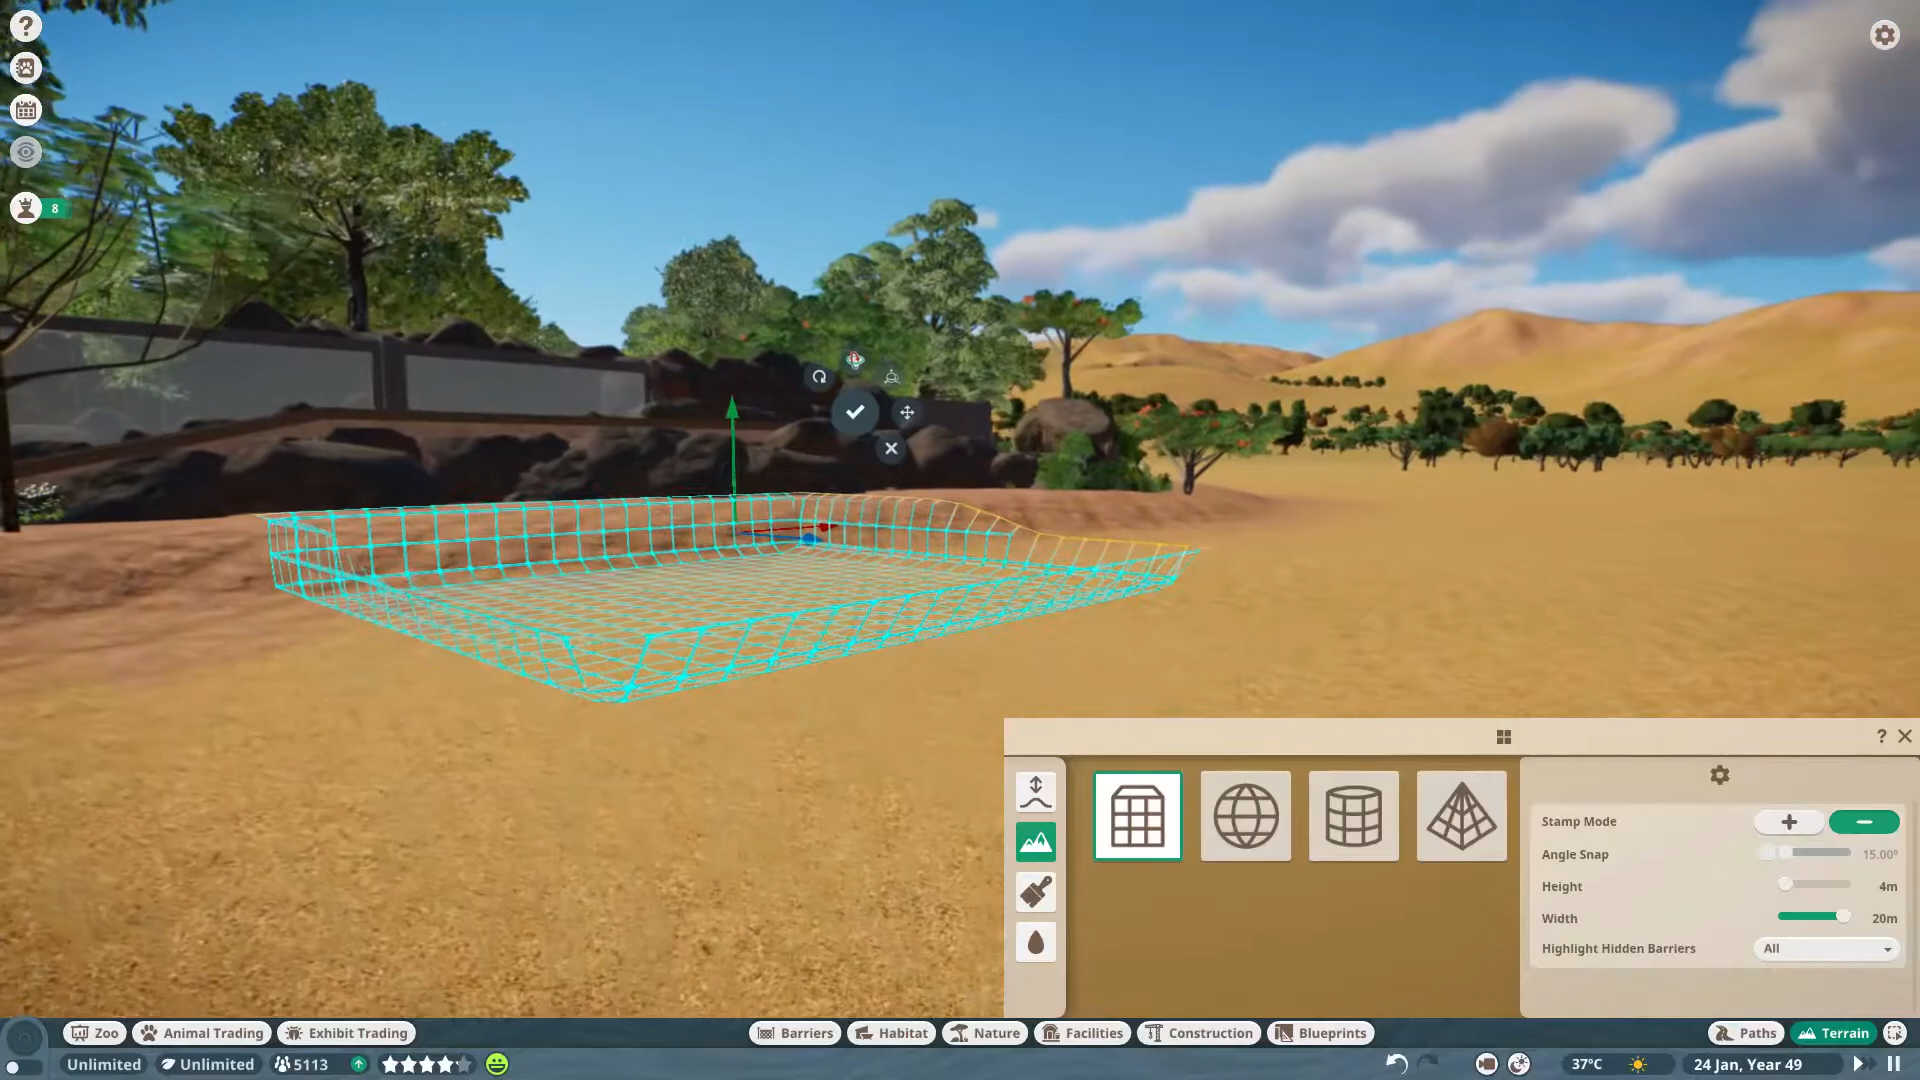 8
?
Stamp Mode
Angle Snap 15.00°
Height 4m
Width 20m
Highlight Hidden Barriers All
Zoo Animal Trading Exhibit Trading Barriers Habitat Nature Facilities Construction Blueprints Paths Terrain
Unlimited Unlimited 5113 37°C 24 Jan, Year 49